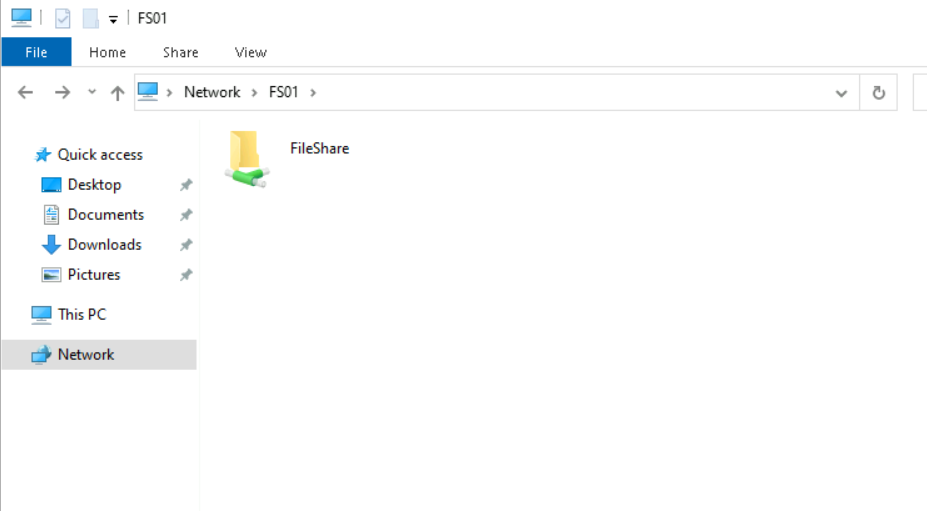 FS01
File Home Share View
Network FS01
Quick access
Desktop
Documents
Downloads
Pictures
This PC
Network
FileShare